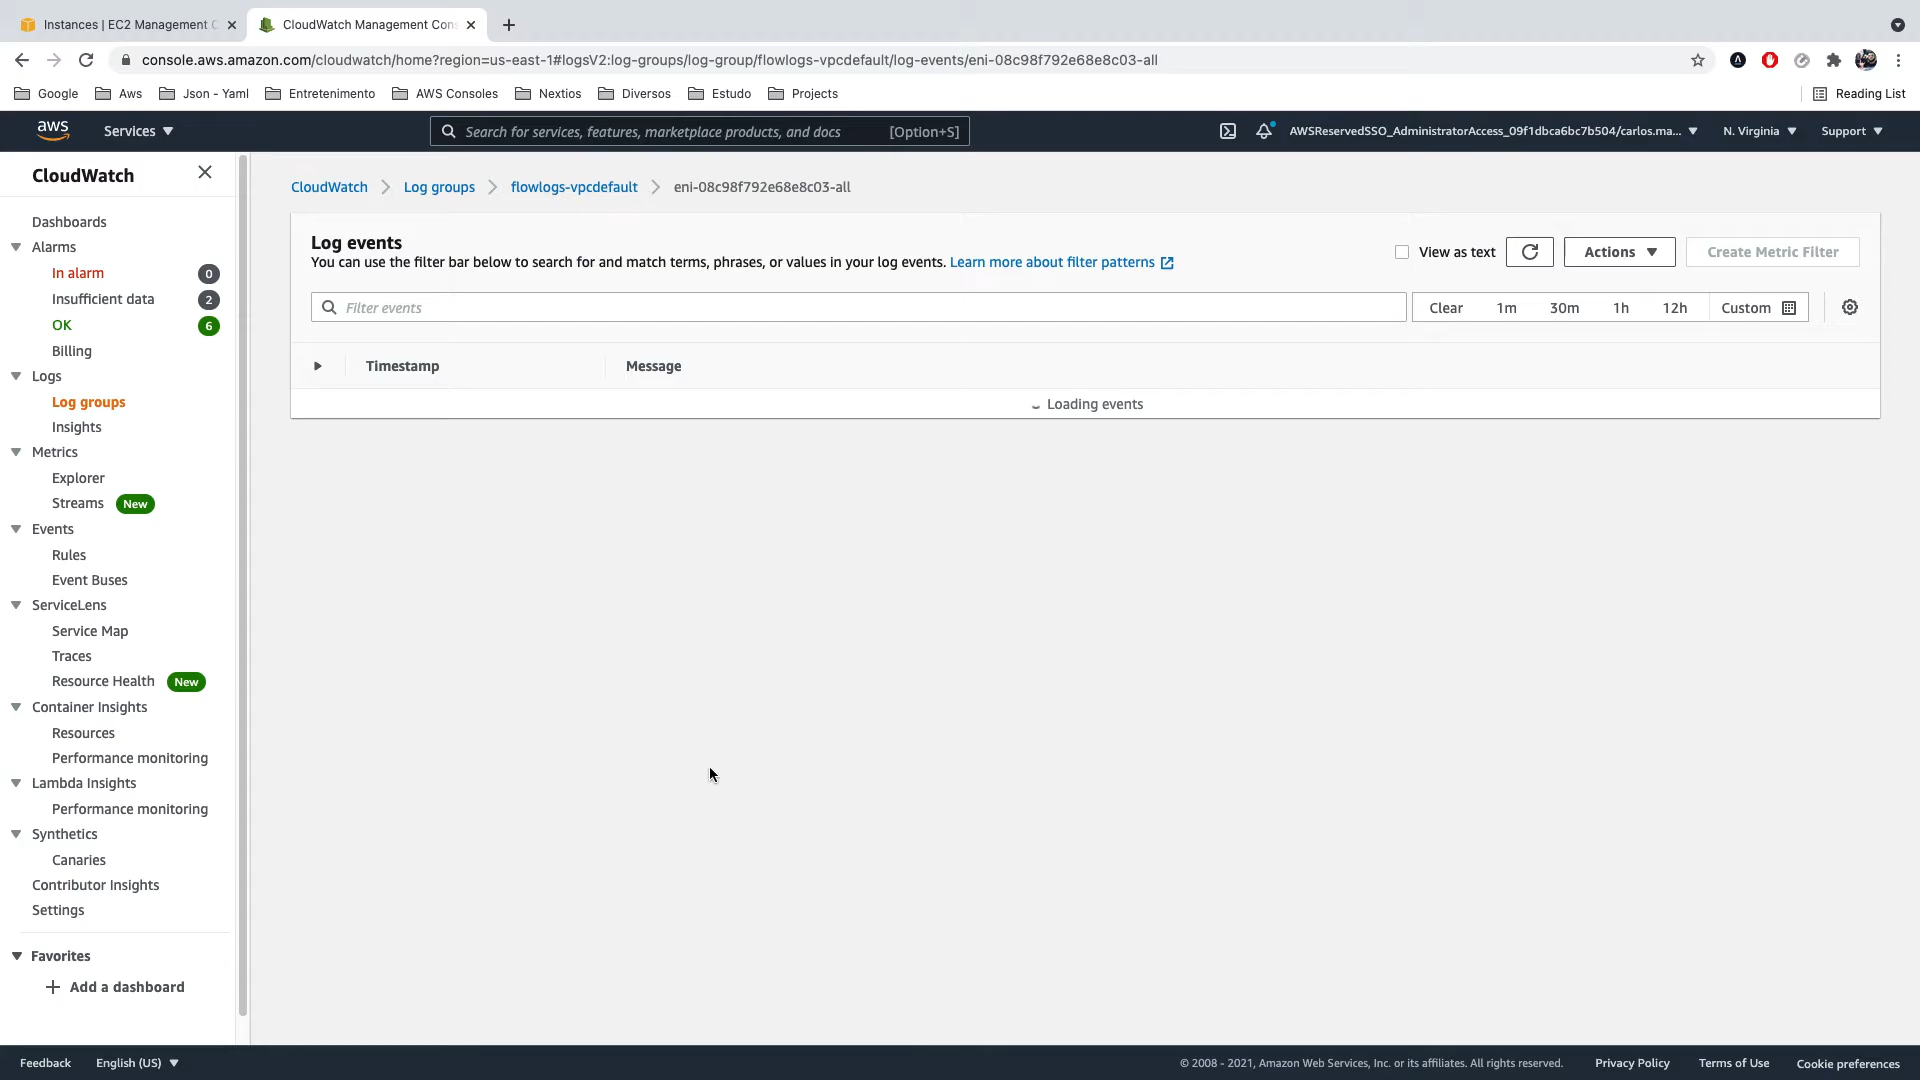 Instances | EC2 Management C
CloudWatch Management Con
console.aws.amazon.com/cloudwatch/home?region=us-east-1#logsV2:log-groups/log-group/flowlogs-vpcdefault/log-events/eni-08c98f792e68e8c03-all
Google Aws Json - Yaml Entretenimento AWS Consoles Nextios Diversos Estudo Projects Reading List
aws Services Search for services, features, marketplace products, and docs [Option+S] AWSReservedSSO_AdministratorAccess_09f1dbca6bc7b504/carlos.ma... N. Virginia Support
CloudWatch
Dashboards
Alarms
In alarm 0
Insufficient data 2
OK 6
Billing
Logs
Log groups
Insights
Metrics
Explorer
Streams New
Events
Rules
Event Buses
ServiceLens
Service Map
Traces
Resource Health New
Container Insights
Resources
Performance monitoring
Lambda Insights
Performance monitoring
Synthetics
Canaries
Contributor Insights
Settings
Favorites
Add a dashboard
CloudWatch Log groups flowlogs-vpcdefault eni-08c98f792e68e8c03-all
Log events
You can use the filter bar below to search for and match terms, phrases, or values in your log events. Learn more about filter patterns
View as text Actions Create Metric Filter
Filter events
Clear 1m 30m 1h 12h Custom
Timestamp Message
Loading events
Feedback English (US) © 2008 - 2021, Amazon Web Services, Inc. or its affiliates. All rights reserved. Privacy Policy Terms of Use Cookie preferences